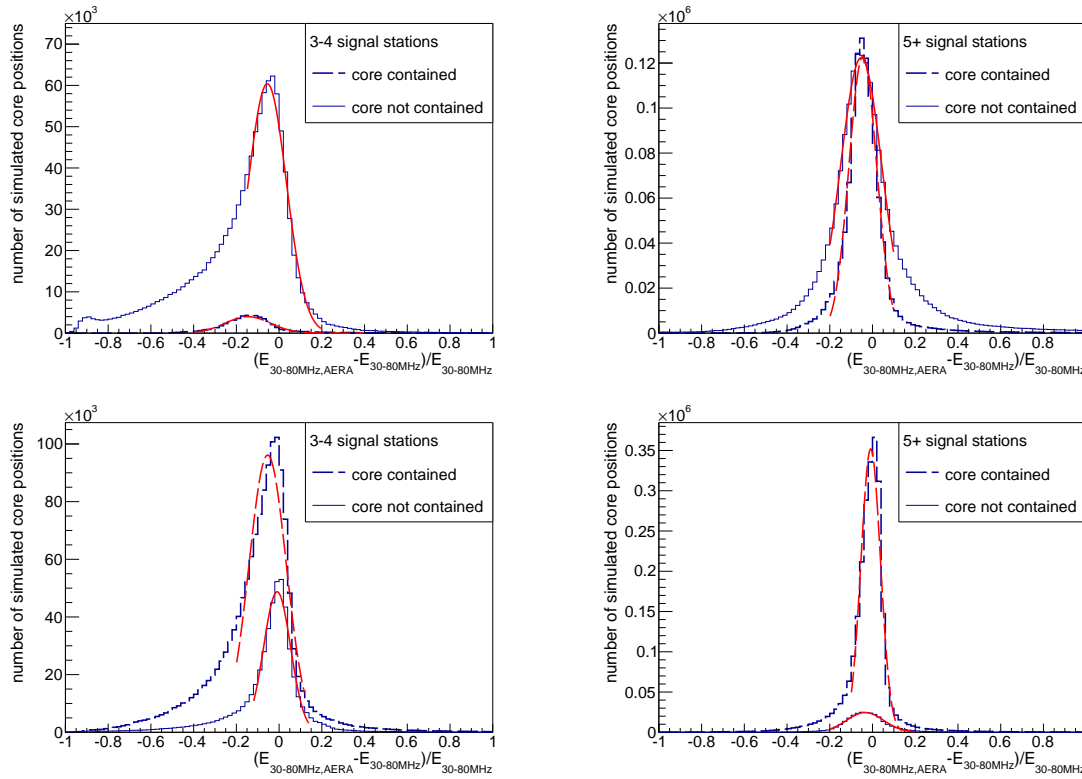 ×10³
70
60
50
40
30
20
10
0
number of simulated core positions
3-4 signal stations
core contained
core not contained
-1 -0.8 -0.6 -0.4 -0.2 0 0.2 0.4 0.6 0.8 1
(E30-80MHz,AERA-E30-80MHz)/E30-80MHz
×10⁶
0.12
0.1
0.08
0.06
0.04
0.02
0
number of simulated core positions
5+ signal stations
core contained
core not contained
-1 -0.8 -0.6 -0.4 -0.2 0 0.2 0.4 0.6 0.8 1
(E30-80MHz,AERA-E30-80MHz)/E30-80MHz
×10³
100
80
60
40
20
0
number of simulated core positions
3-4 signal stations
core contained
core not contained
-1 -0.8 -0.6 -0.4 -0.2 0 0.2 0.4 0.6 0.8 1
(E30-80MHz,AERA-E30-80MHz)/E30-80MHz
×10⁶
0.35
0.3
0.25
0.2
0.15
0.1
0.05
0
number of simulated core positions
5+ signal stations
core contained
core not contained
-1 -0.8 -0.6 -0.4 -0.2 0 0.2 0.4 0.6 0.8 1
(E30-80MHz,AERA-E30-80MHz)/E30-80MHz